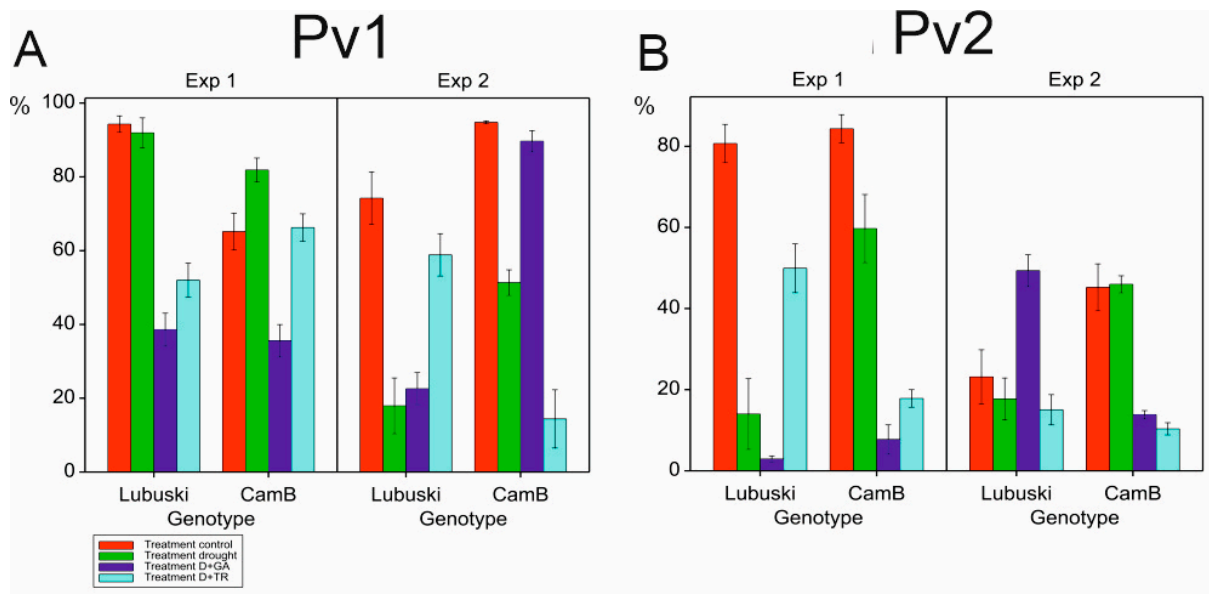 A
Pv1
Exp 1
Exp 2
%
100
80
60
40
20
0
Lubuski
CamB
Lubuski
CamB
Genotype
Genotype
Treatment control
Treatment drought
Treatment D+GA
Treatment D+TR
B
Pv2
Exp 1
Exp 2
%
80
60
40
20
0
Lubuski
CamB
Lubuski
CamB
Genotype
Genotype